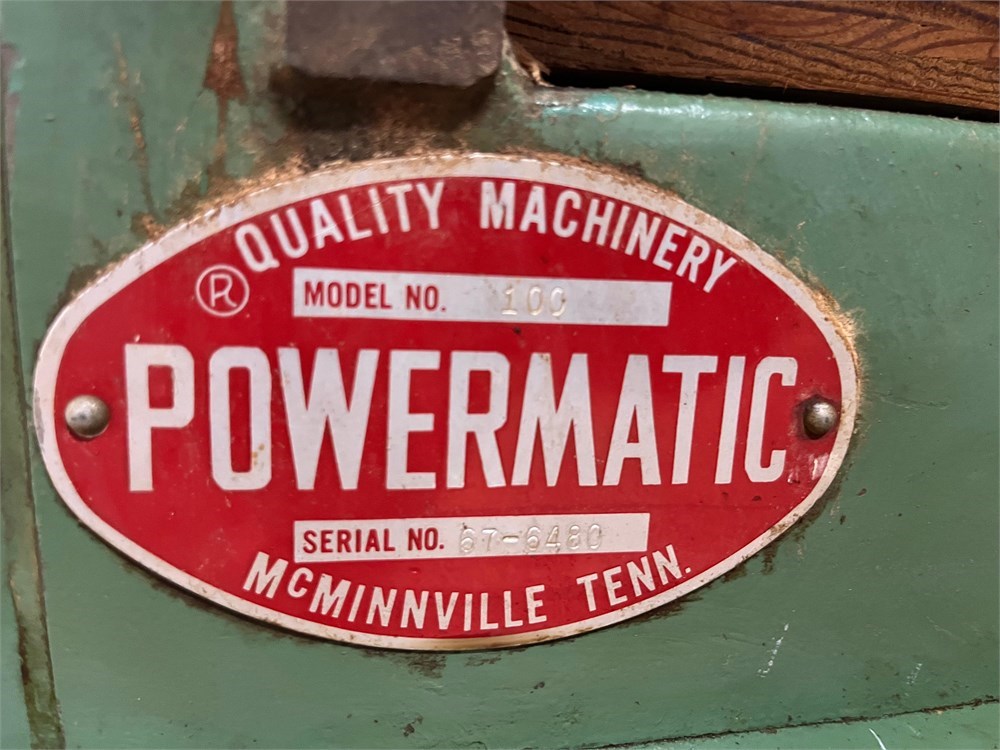 QUALITY MACHINERY
®
MODEL NO. 100
POWERMATIC
SERIAL NO. 67-6480
McMINNVILLE TENN.